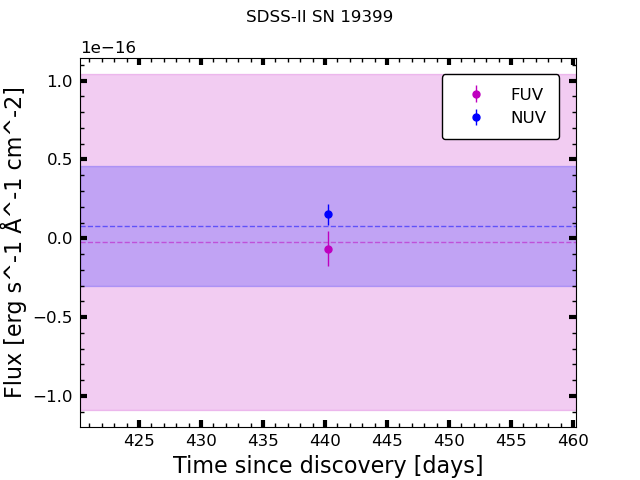 SDSS-II SN 19399
1e−16
1.0
0.5
0.0
−0.5
−1.0
Flux [erg s^-1 Å^-1 cm^-2]
FUV
NUV
425 430 435 440 445 450 455 460
Time since discovery [days]